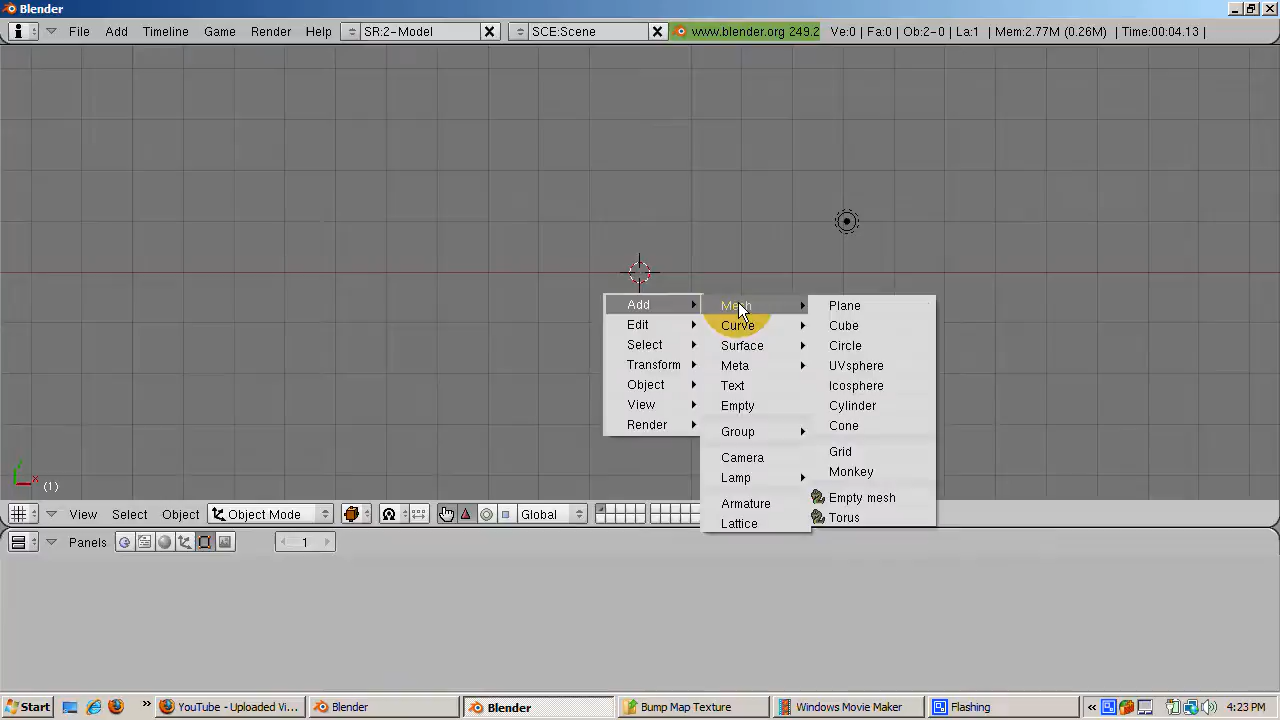 Blender
File Add Timeline Game Render Help SR:2-Model SCE:Scene www.blender.org 249.2 Ve:0 | Fa:0 | Ob:2-0 | La:1 | Mem:2.77M (0.26M) | Time:00:04.13 |
Add
Edit
Select
Transform
Object
View
Render
Mesh
Curve
Surface
Meta
Text
Empty
Group
Camera
Lamp
Armature
Lattice
Plane
Cube
Circle
UVsphere
Icosphere
Cylinder
Cone
Grid
Monkey
Empty mesh
Torus
Y
X
(1)
View Select Object Object Mode Global
Panels 1
Start » YouTube - Uploaded Vi... Blender Blender Bump Map Texture Windows Movie Maker Flashing « 4:23 PM